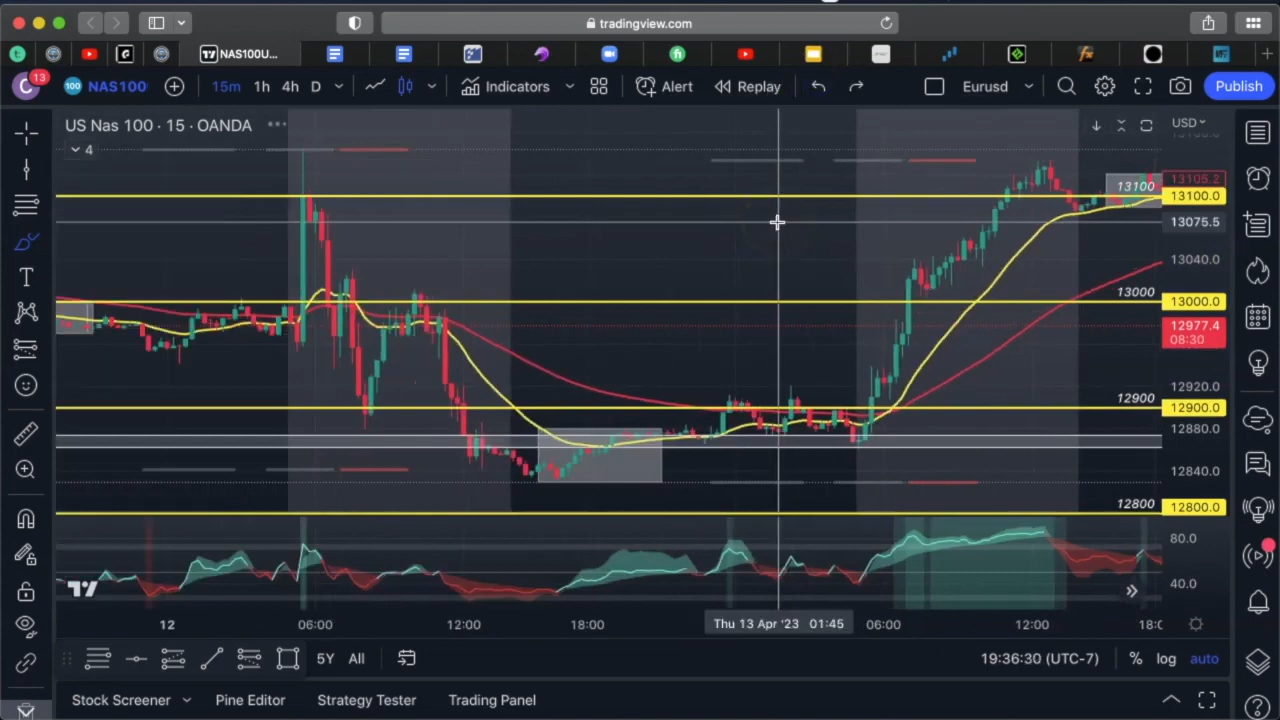 tradingview.com
NAS100U...
C 13 100 NAS100 15m 1h 4h D Indicators Alert Replay Eurusd Publish
US Nas 100 · 15 · OANDA
4
USD
13100
13105.2
13100.0
13075.5
13040.0
13000
13000.0
12977.4
08:30
12920.0
12900
12900.0
12880.0
12840.0
12800
12800.0
80.0
40.0
12 06:00 12:00 18:00 Thu 13 Apr '23 01:45 06:00 12:00
5Y All 19:36:30 (UTC-7) % log auto
Stock Screener Pine Editor Strategy Tester Trading Panel